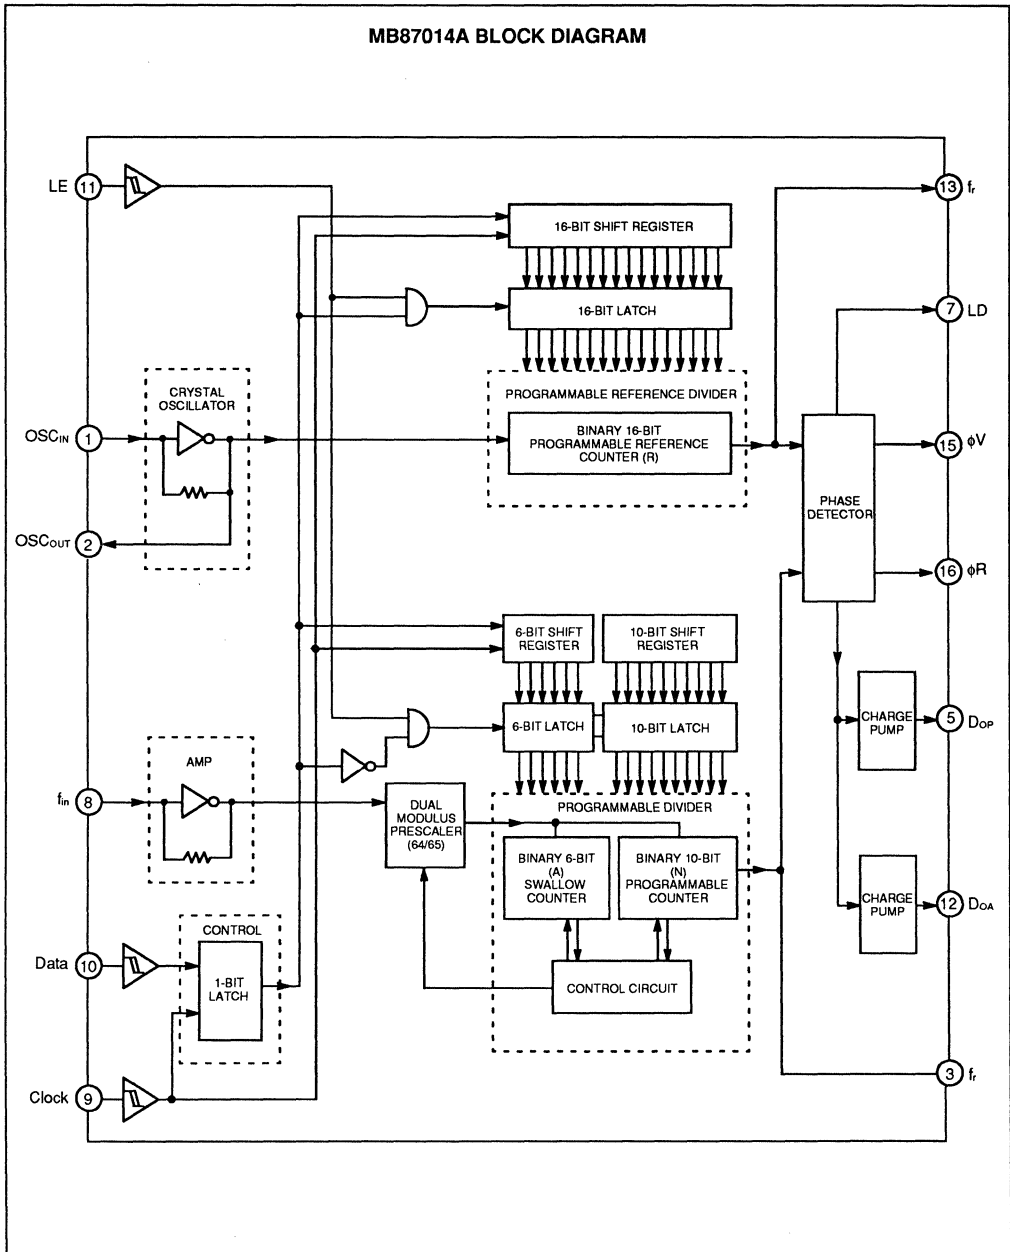 MB87014A BLOCK DIAGRAM
LE
11
13
fr
16-BIT SHIFT REGISTER
16-BIT LATCH
7
LD
CRYSTAL
OSCILLATOR
PROGRAMMABLE REFERENCE DIVIDER
OSCIN
1
BINARY 16-BIT
PROGRAMMABLE REFERENCE
COUNTER (R)
15
ϕV
PHASE
DETECTOR
OSCOUT
2
16
ϕR
6-BIT SHIFT
REGISTER
10-BIT SHIFT
REGISTER
6-BIT LATCH
10-BIT LATCH
CHARGE
PUMP
5
DOP
AMP
fin
8
DUAL
MODULUS
PRESCALER
(64/65)
PROGRAMMABLE DIVIDER
BINARY 6-BIT
(A)
SWALLOW
COUNTER
BINARY 10-BIT
(N)
PROGRAMMABLE
COUNTER
CHARGE
PUMP
12
DOA
CONTROL
Data
10
1-BIT
LATCH
CONTROL CIRCUIT
3
fr
Clock
9